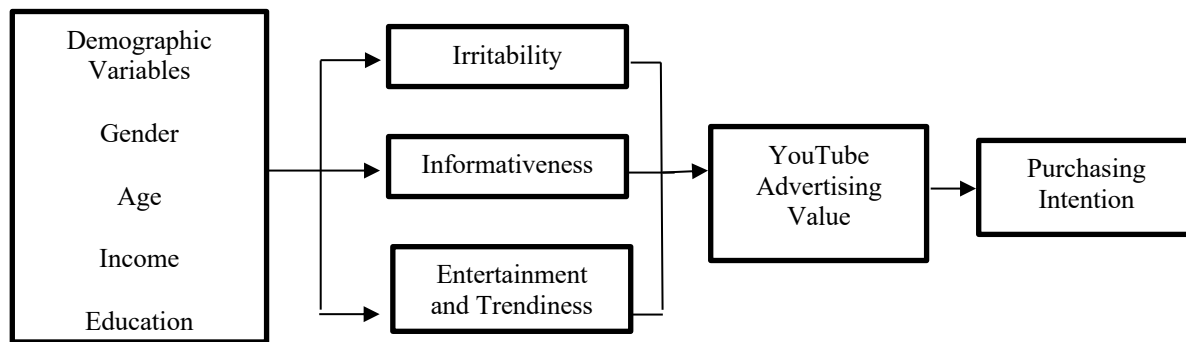 Demographic
Variables
Gender
Age
Income
Education
Irritability
Informativeness
Entertainment
and Trendiness
YouTube
Advertising
Value
Purchasing
Intention